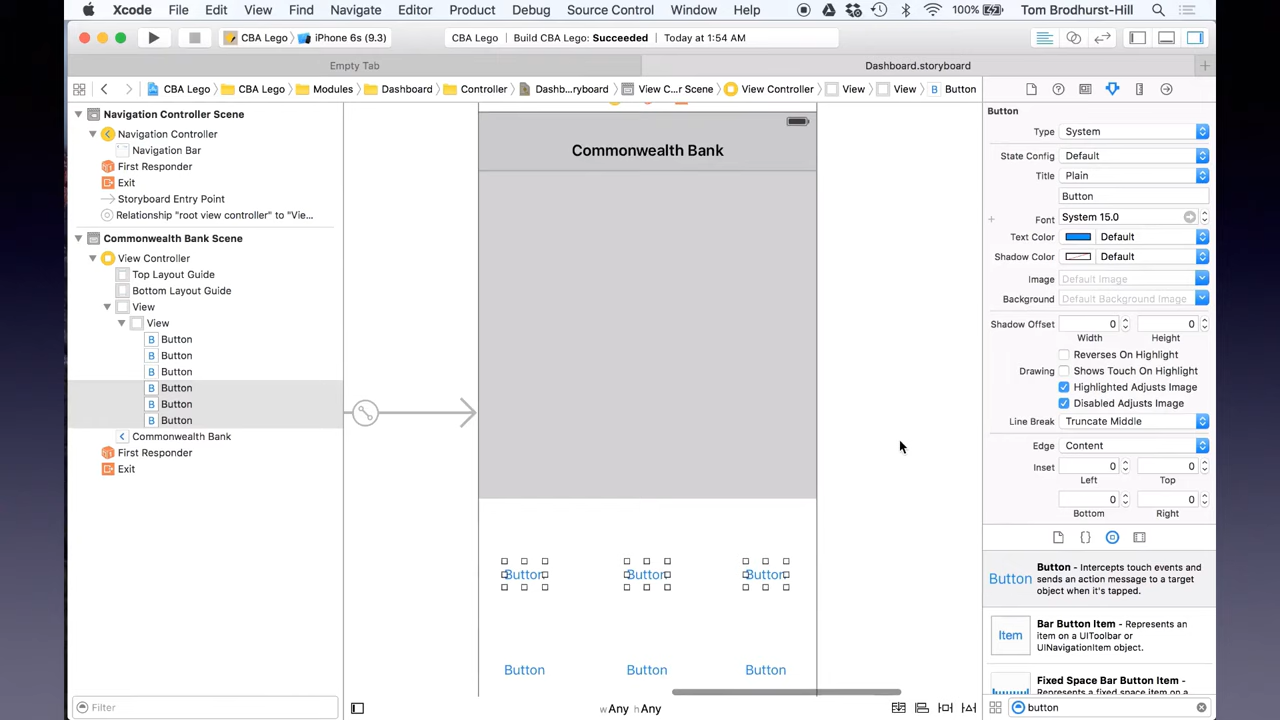 Xcode File Edit View Find Navigate Editor Product Debug Source Control Window Help 100% Tom Brodhurst-Hill
CBA Lego iPhone 6s (9.3) CBA Lego Build CBA Lego: Succeeded Today at 1:54 AM
Empty Tab Dashboard.storyboard
CBA Lego CBA Lego Modules Dashboard Controller Dashb...ryboard View C...r Scene View Controller View View Button
Navigation Controller Scene
Navigation Controller
Navigation Bar
First Responder
Exit
Storyboard Entry Point
Relationship "root view controller" to "Vie...
Commonwealth Bank Scene
View Controller
Top Layout Guide
Bottom Layout Guide
View
View
Button
Button
Button
Button
Button
Button
Commonwealth Bank
First Responder
Exit
Filter
Commonwealth Bank
Button Button Button
Button Button Button
wAny hAny
Button
Type System
State Config Default
Title Plain
Button
Font System 15.0
Text Color Default
Shadow Color Default
Image Default Image
Background Default Background Image
Shadow Offset 0 0
Width Height
Reverses On Highlight
Drawing Shows Touch On Highlight
Highlighted Adjusts Image
Disabled Adjusts Image
Line Break Truncate Middle
Edge Content
Inset 0 0
Left Top
0 0
Bottom Right
Button Button - Intercepts touch events and
sends an action message to a target
object when it's tapped.
Item Bar Button Item - Represents an
item on a UIToolbar or
UINavigationItem object.
Fixed Space Bar Button Item -
Represents a fixed space item on
button